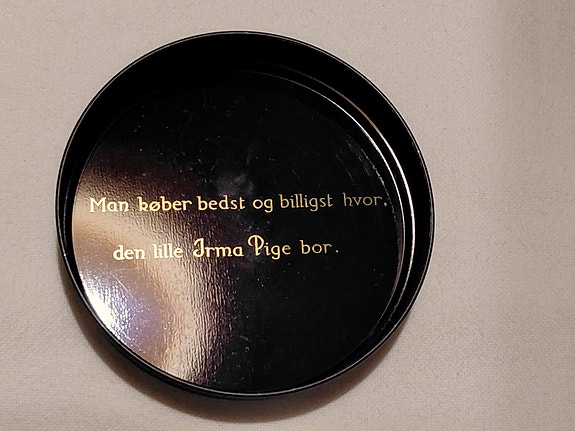 Man køber bedst og billigst hvor,
den lille Irma Pige bor.